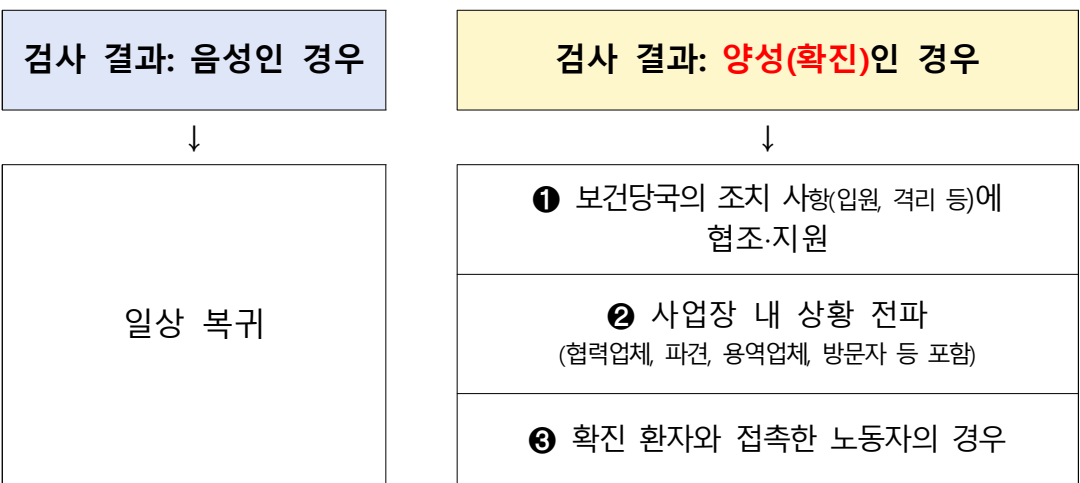 검사 결과: 음성인 경우
↓
일상 복귀
검사 결과: 양성(확진)인 경우
↓
❶ 보건당국의 조치 사항(입원, 격리 등)에
협조·지원
❷ 사업장 내 상황 전파
(협력업체, 파견, 용역업체, 방문자 등 포함)
❸ 확진 환자와 접촉한 노동자의 경우